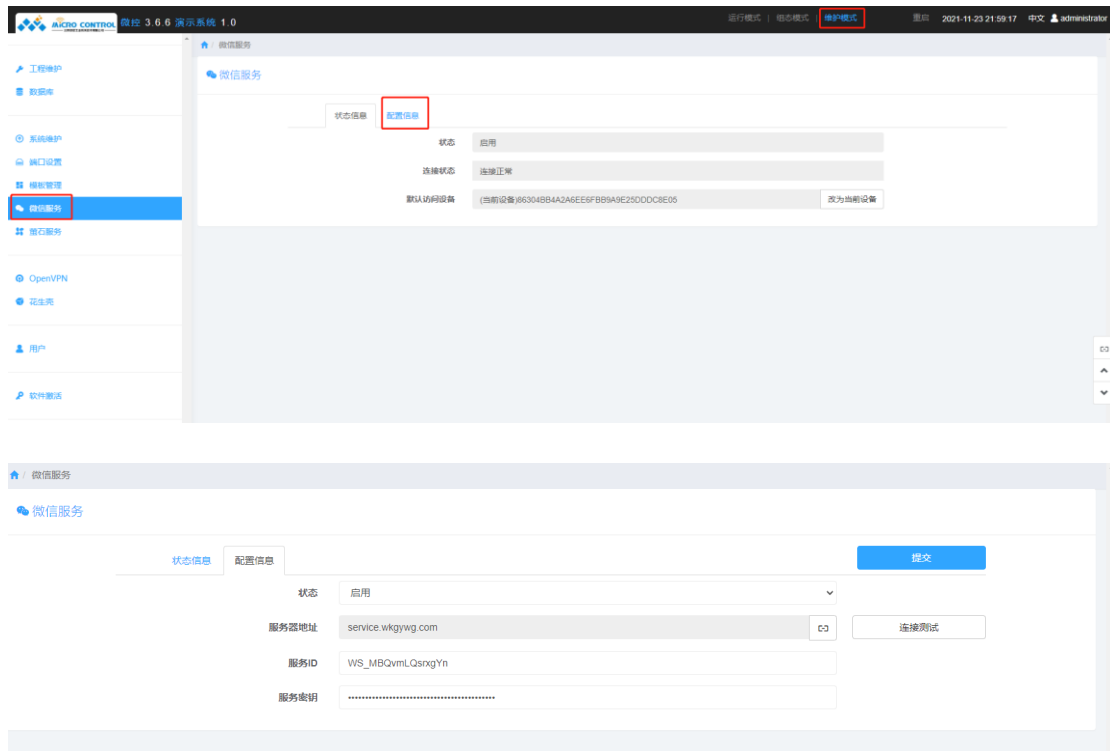 MICRO CONTROL 微控 3.6.6 演示系统 1.0
运行模式 | 组态模式 | 维护模式 重启 2021-11-23 21:59:17 中文 administrator
/ 微信服务
工程维护
数据库
系统维护
端口设置
模板管理
微信服务
萤石服务
OpenVPN
花生壳
用户
软件激活
微信服务
状态信息 配置信息
状态 启用
连接状态 连接正常
默认访问设备 (当前设备)86304BB4A2A6EE6FBB9A9E25DDDC8E05 改为当前设备
/ 微信服务
微信服务
状态信息 配置信息 提交
状态 启用
服务器地址 service.wkgywg.com 连接测试
服务ID WS_MBQvmLQsrxgYn
服务密钥